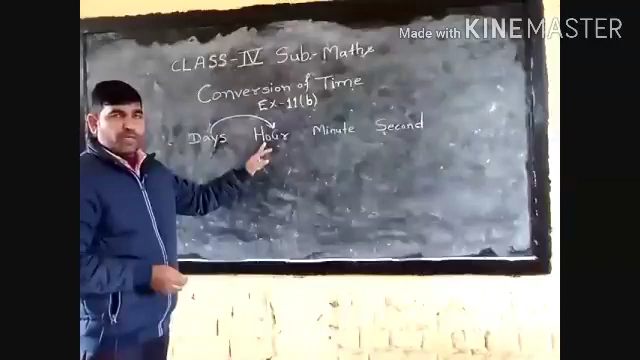 Made with KINEMASTER
CLASS-IV Sub.- Maths
Conversion of Time
EX-11(b)
Days Hour Minute Second